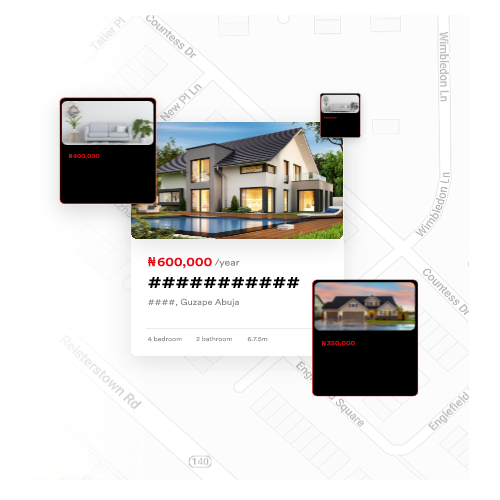 Tatler Pl
Countess Dr
Wimbledon Ln
New Pl Ln
₦400,000
₦600,000 /year
###########
####, Guzape Abuja
4 bedroom 2 bathroom 6.7.5m
₦350,000
Wimbledon Ln
Countess Dr
Square
Englefield
Reisterstown Rd
140